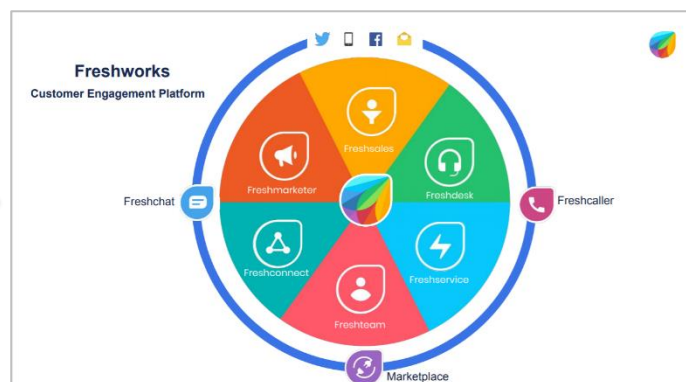 Freshworks
Customer Engagement Platform
Freshsales
Freshmarketer
Freshdesk
Freshchat
Freshcaller
Freshconnect
Freshservice
Freshteam
Marketplace